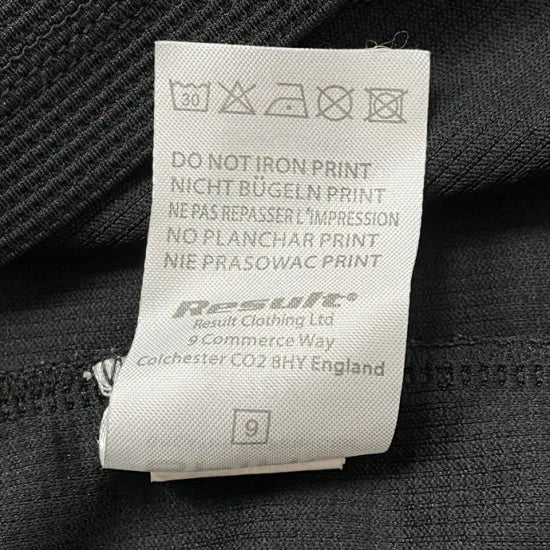 30
DO NOT IRON PRINT
NICHT BÜGELN PRINT
NE PAS REPASSER L'IMPRESSION
NO PLANCHAR PRINT
NIE PRASOWAC PRINT
Result®
Result Clothing Ltd
9 Commerce Way
Colchester CO2 8HY England
9